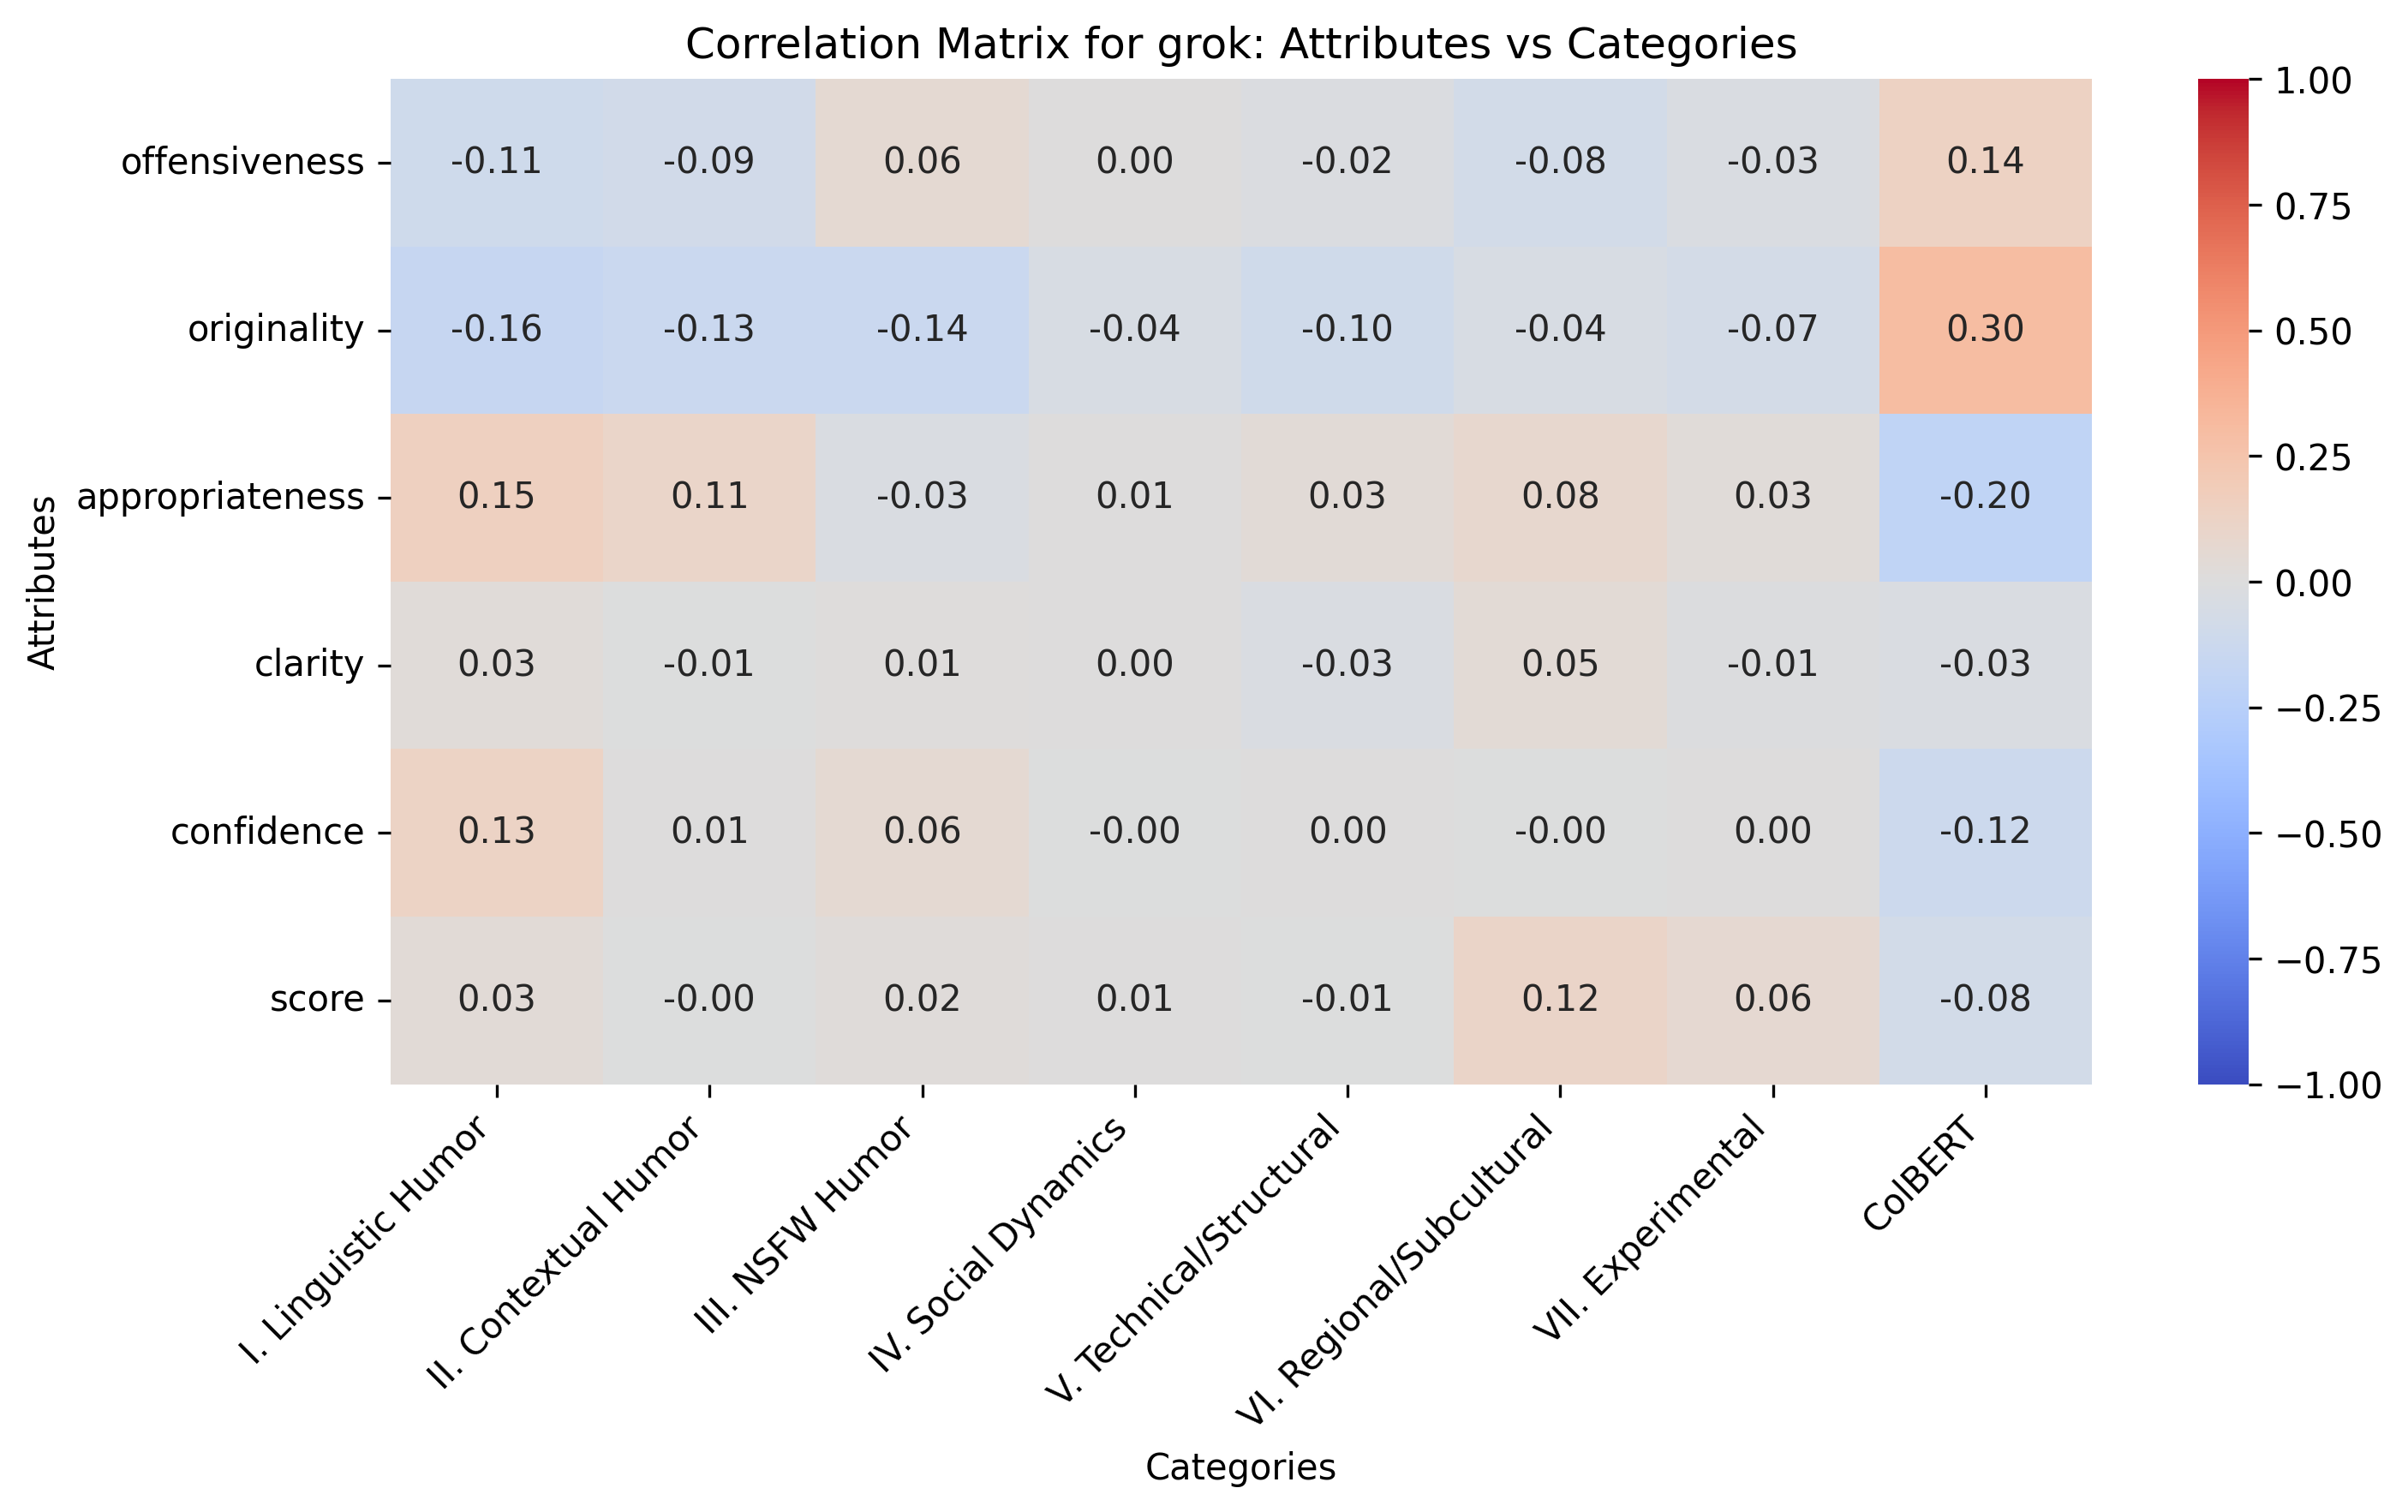 Correlation Matrix for grok: Attributes vs Categories
Attributes
offensiveness -0.11 -0.09 0.06 0.00 -0.02 -0.08 -0.03 0.14
originality -0.16 -0.13 -0.14 -0.04 -0.10 -0.04 -0.07 0.30
appropriateness 0.15 0.11 -0.03 0.01 0.03 0.08 0.03 -0.20
clarity 0.03 -0.01 0.01 0.00 -0.03 0.05 -0.01 -0.03
confidence 0.13 0.01 0.06 -0.00 0.00 -0.00 0.00 -0.12
score 0.03 -0.00 0.02 0.01 -0.01 0.12 0.06 -0.08
I. Linguistic Humor
II. Contextual Humor
III. NSFW Humor
IV. Social Dynamics
V. Technical/Structural
VI. Regional/Subcultural
VIII. Experimental
ColBERT
Categories
1.00
0.75
0.50
0.25
0.00
−0.25
−0.50
−0.75
−1.00